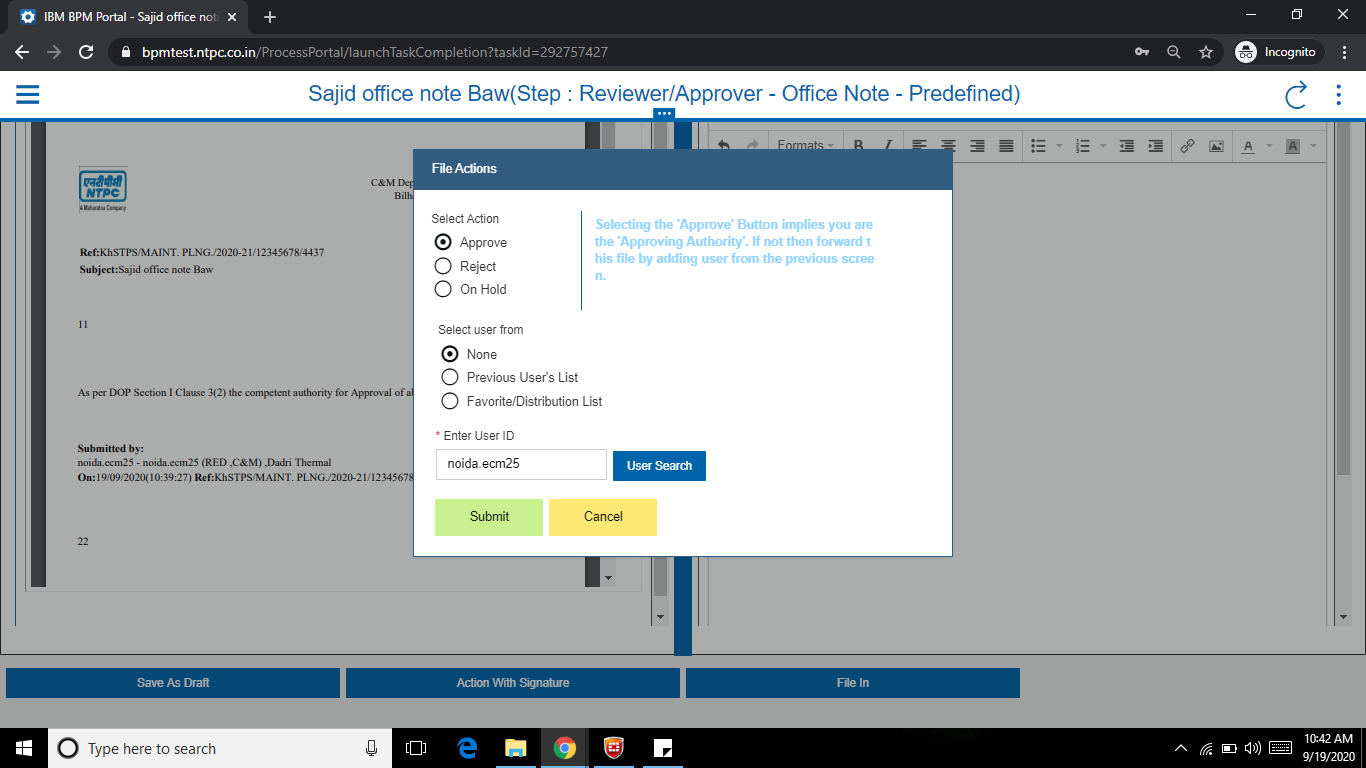 IBM BPM Portal - Sajid office not
bpmtest.ntpc.co.in/ProcessPortal/launchTaskCompletion?taskId=292757427
Incognito
Sajid office note Baw(Step : Reviewer/Approver - Office Note - Predefined)
Formats
B
I
A
A
एनटीपीसी
NTPC
A Maharatna Company
C&M Dep
Bilha
Ref:KhSTPS/MAINT. PLNG./2020-21/12345678/4437
Subject:Sajid office note Baw
11
As per DOP Section I Clause 3(2) the competent authority for Approval of al
Submitted by:
noida.ecm25 - noida.ecm25 (RED ,C&M) ,Dadri Thermal
On:19/09/2020(10:39:27) Ref:KhSTPS/MAINT. PLNG./2020-21/12345678
22
File Actions
Select Action
Approve
Reject
On Hold
Selecting the 'Approve' Button implies you are
the 'Approving Authority'. If not then forward t
his file by adding user from the previous scree
n.
Select user from
None
Previous User's List
Favorite/Distribution List
* Enter User ID
noida.ecm25
User Search
Submit
Cancel
Save As Draft
Action With Signature
File In
Type here to search
10:42 AM
9/19/2020